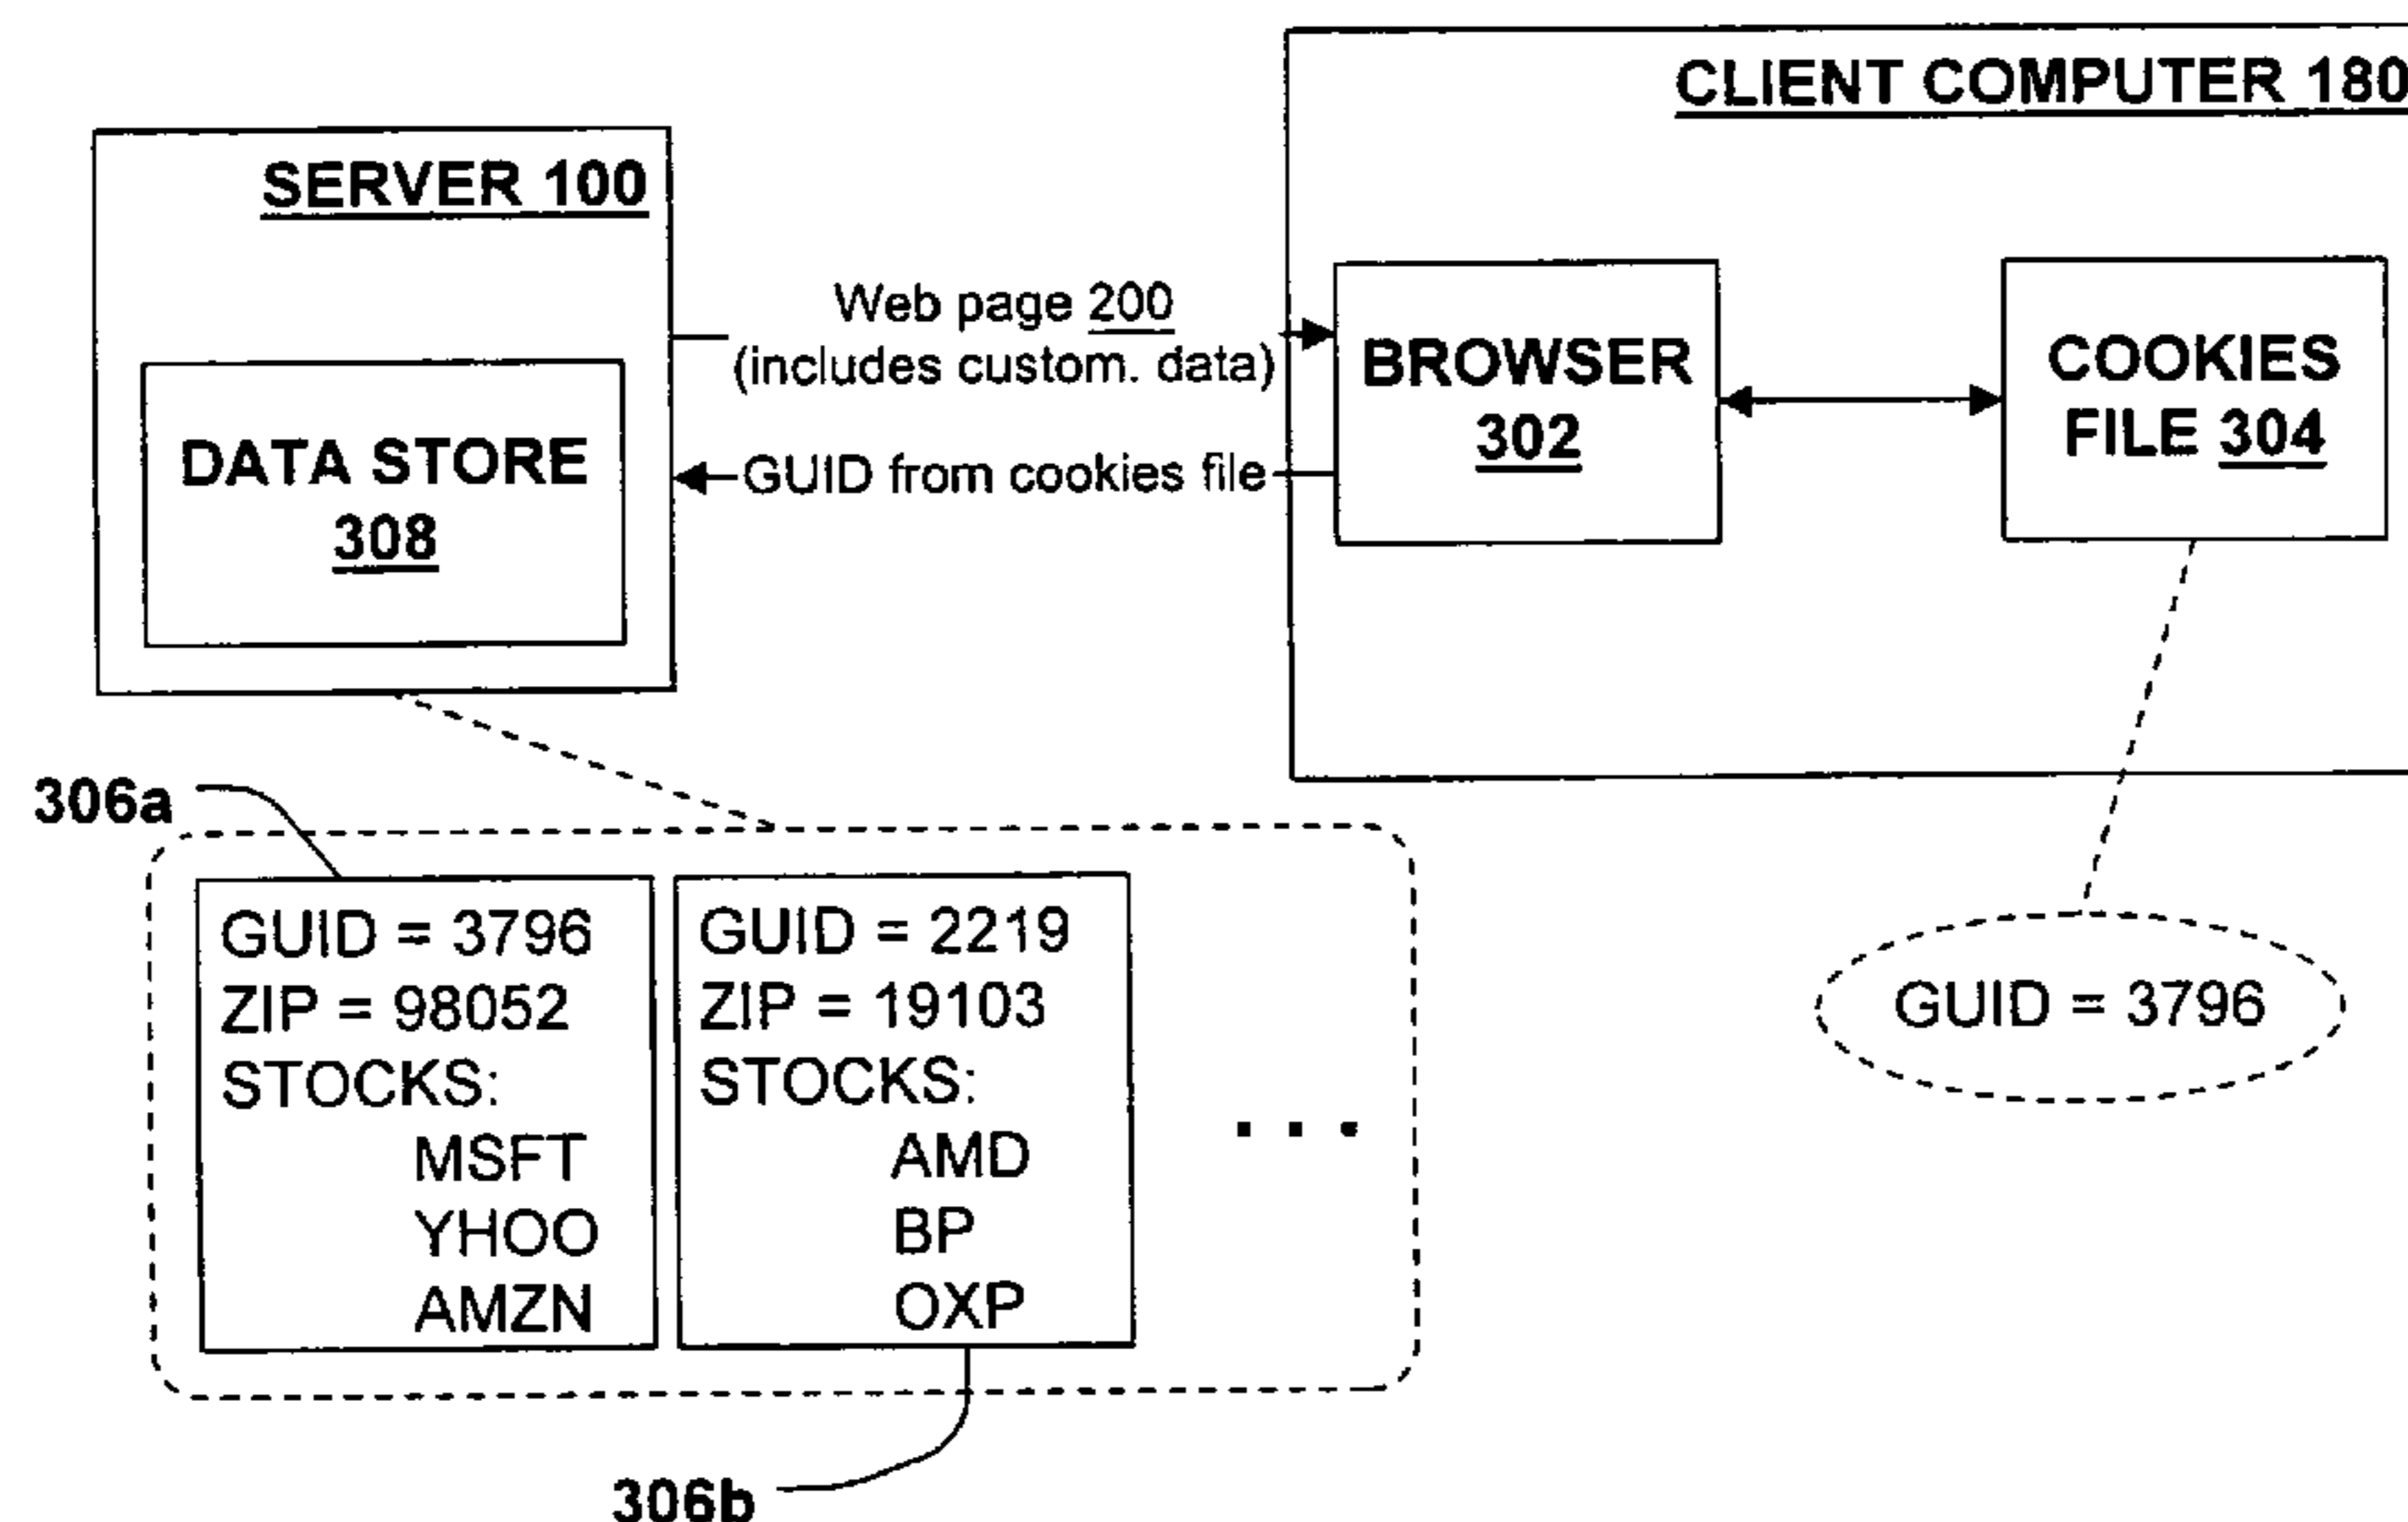 CLIENT COMPUTER 180
SERVER 100
Web page 200
(includes custom. data)
BROWSER
302
COOKIES
FILE 304
DATA STORE
308
GUID from cookies file
306a
GUID = 3796
ZIP = 98052
STOCKS:
MSFT
YHOO
AMZN
GUID = 2219
ZIP = 19103
STOCKS:
AMD
BP
OXP
. . .
GUID = 3796
306b